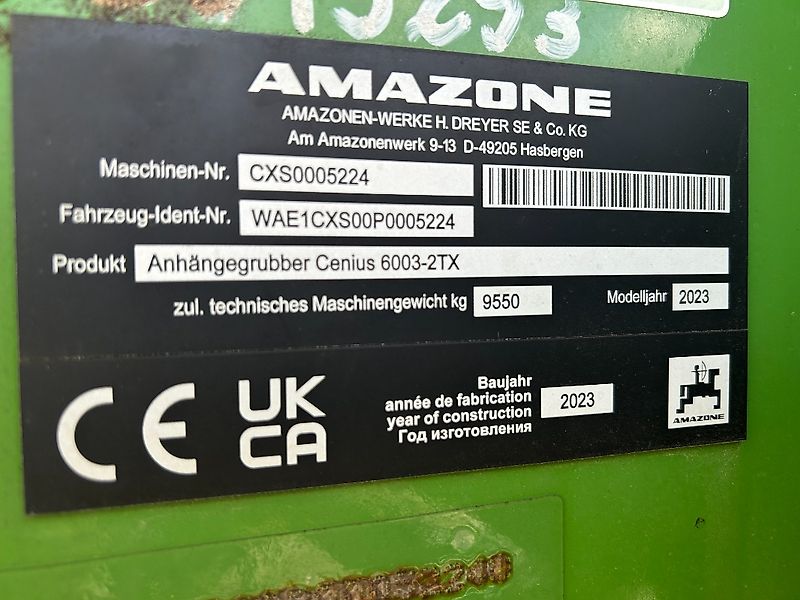 AMAZONE
AMAZONEN-WERKE H. DREYER SE & Co. KG
Am Amazonenwerk 9-13 D-49205 Hasbergen
Maschinen-Nr. CXS0005224
Fahrzeug-Ident-Nr. WAE1CXS00P0005224
Produkt Anhängegrubber Cenius 6003-2TX
zul. technisches Maschinengewicht kg 9550 Modelljahr 2023
CE
UK
CA
Baujahr
année de fabrication
year of construction
Год изготовления
2023
AMAZONE